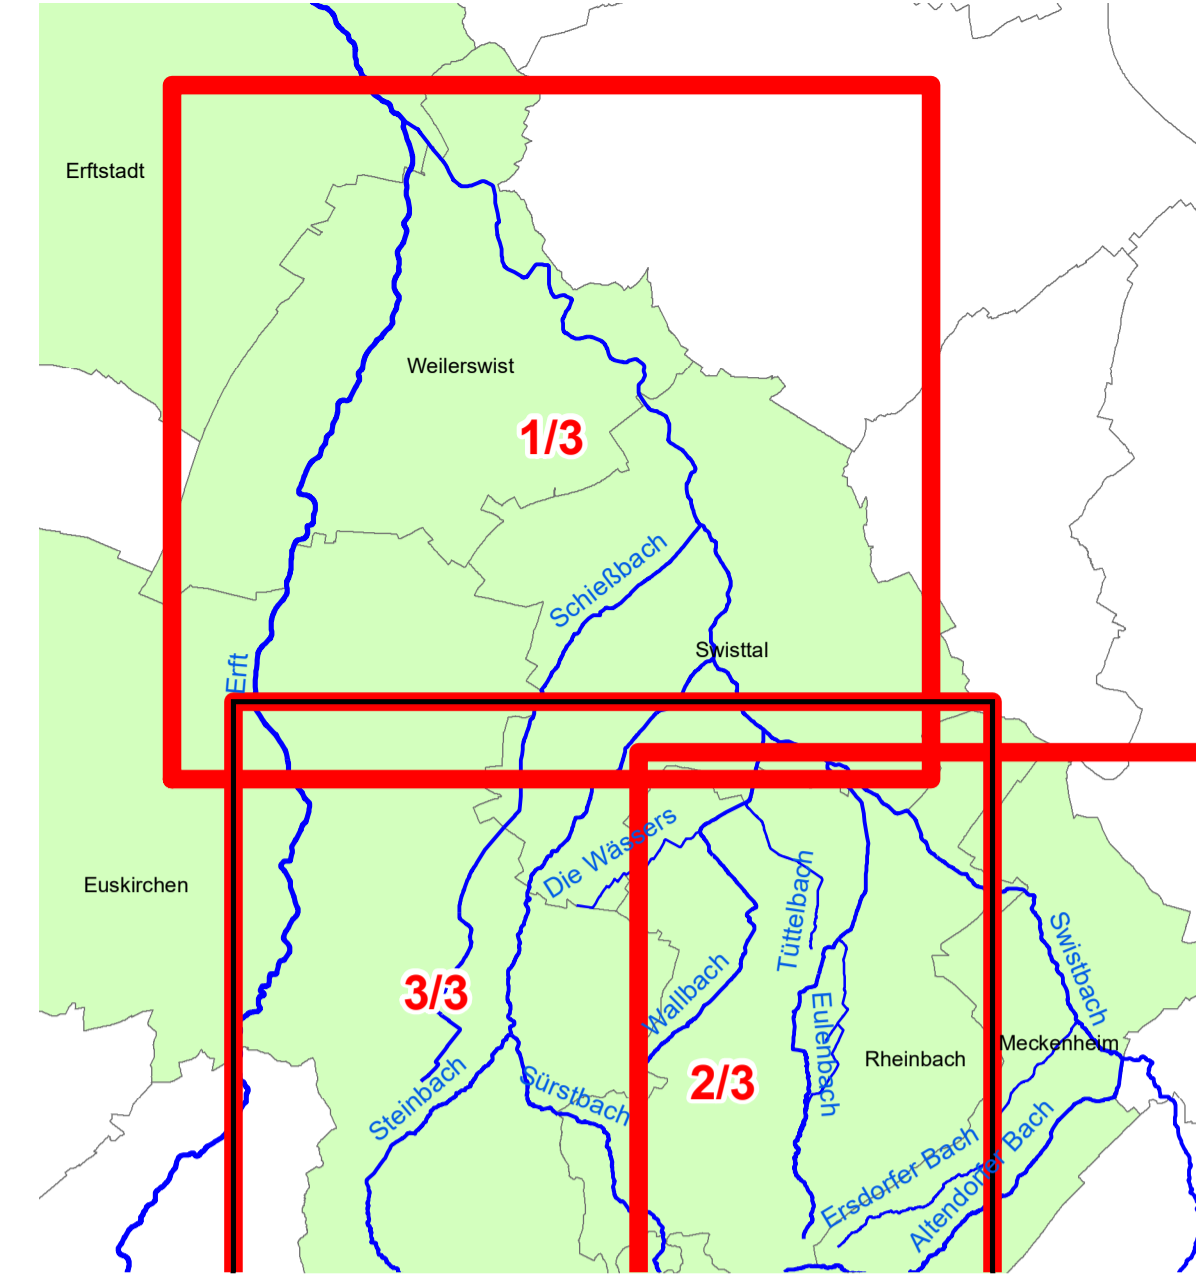 Erftstadt
Weilerswist
1/3
Schießbach
Swisttal
Erft
Die Wässers
Euskirchen
Tüttelbach
Swistbach
3/3
Wallbach
Eulenbach
Meckenheim
Rheinbach
2/3
Steinbach
Sürstbach
Ersdorfer Bach
Altendorfer Bach